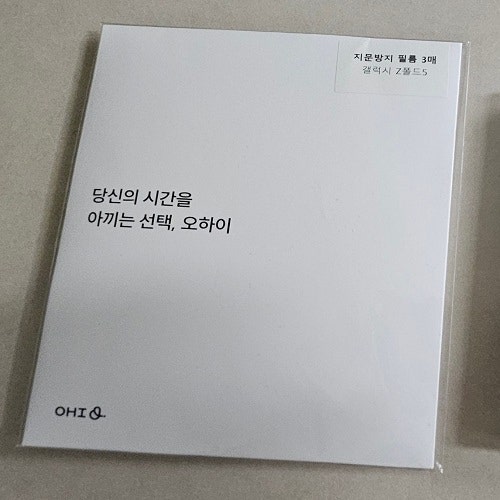 지문방지 필름 3매
갤럭시 Z폴드5
당신의 시간을
아끼는 선택, 오하이
OHI